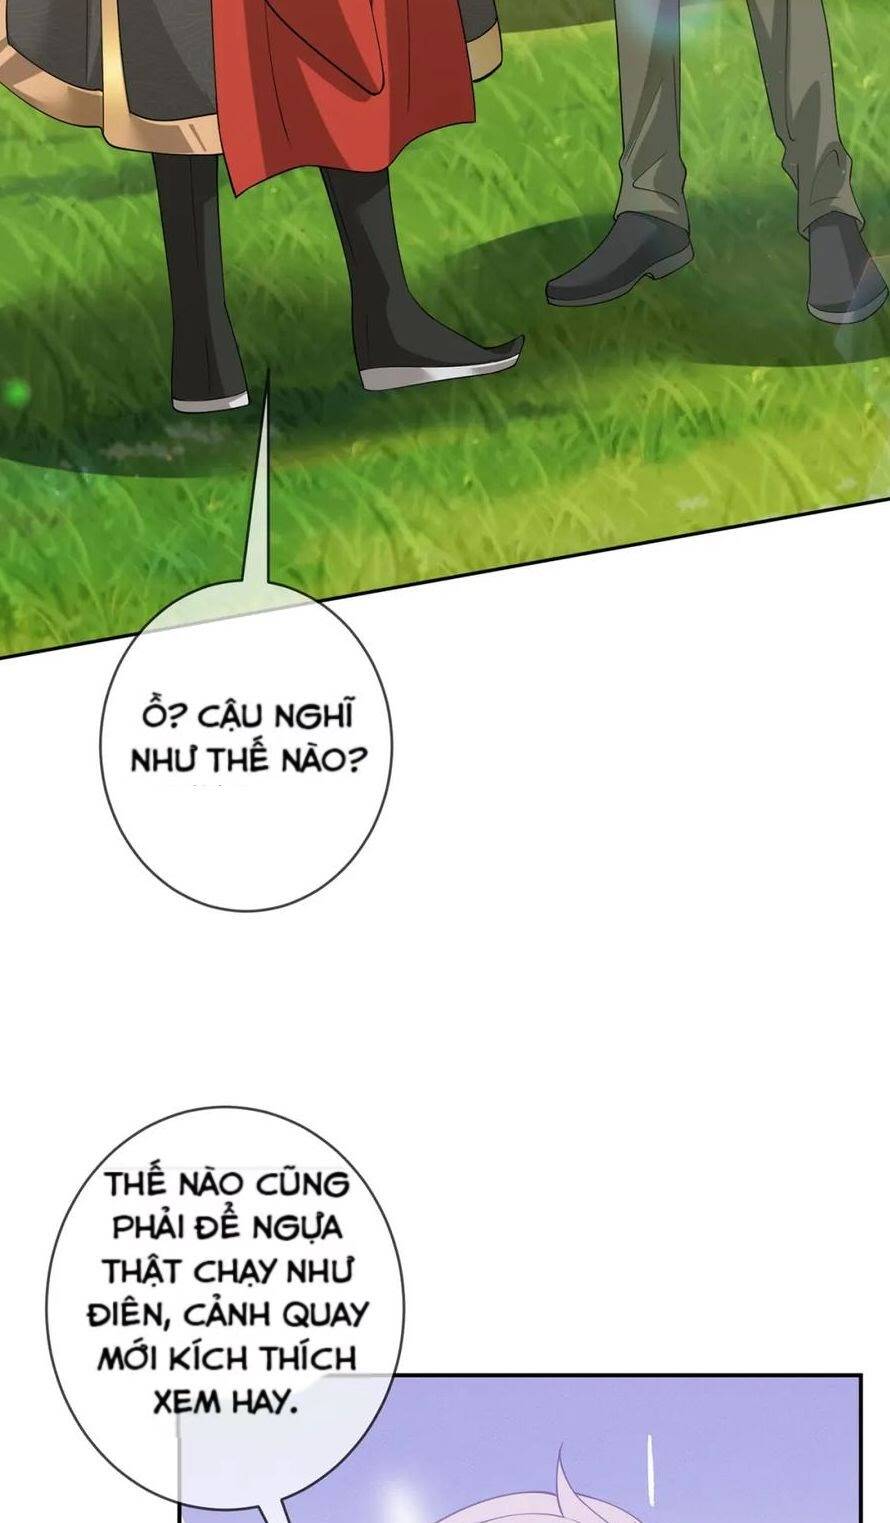 Ồ? CẬU NGHĨ
NHƯ THẾ NÀO?
THẾ NÀO CŨNG
PHẢI ĐỂ NGỰA
THẬT CHẠY NHƯ
ĐIÊN, CẢNH QUAY
MỚI KÍCH THÍCH
XEM HAY.